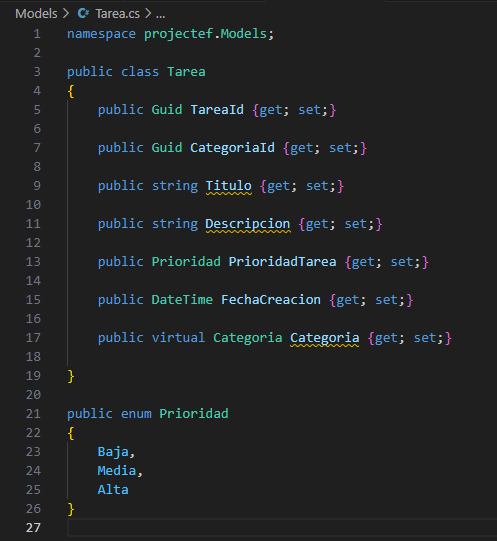 Models > C# Tarea.cs > ...
1 namespace projectef.Models;
2
3 public class Tarea
4 {
5 public Guid TareaId {get; set;}
6
7 public Guid CategoriaId {get; set;}
8
9 public string Titulo {get; set;}
10
11 public string Descripcion {get; set;}
12
13 public Prioridad PrioridadTarea {get; set;}
14
15 public DateTime FechaCreacion {get; set;}
16
17 public virtual Categoria Categoria {get; set;}
18
19 }
20
21 public enum Prioridad
22 {
23 Baja,
24 Media,
25 Alta
26 }
27